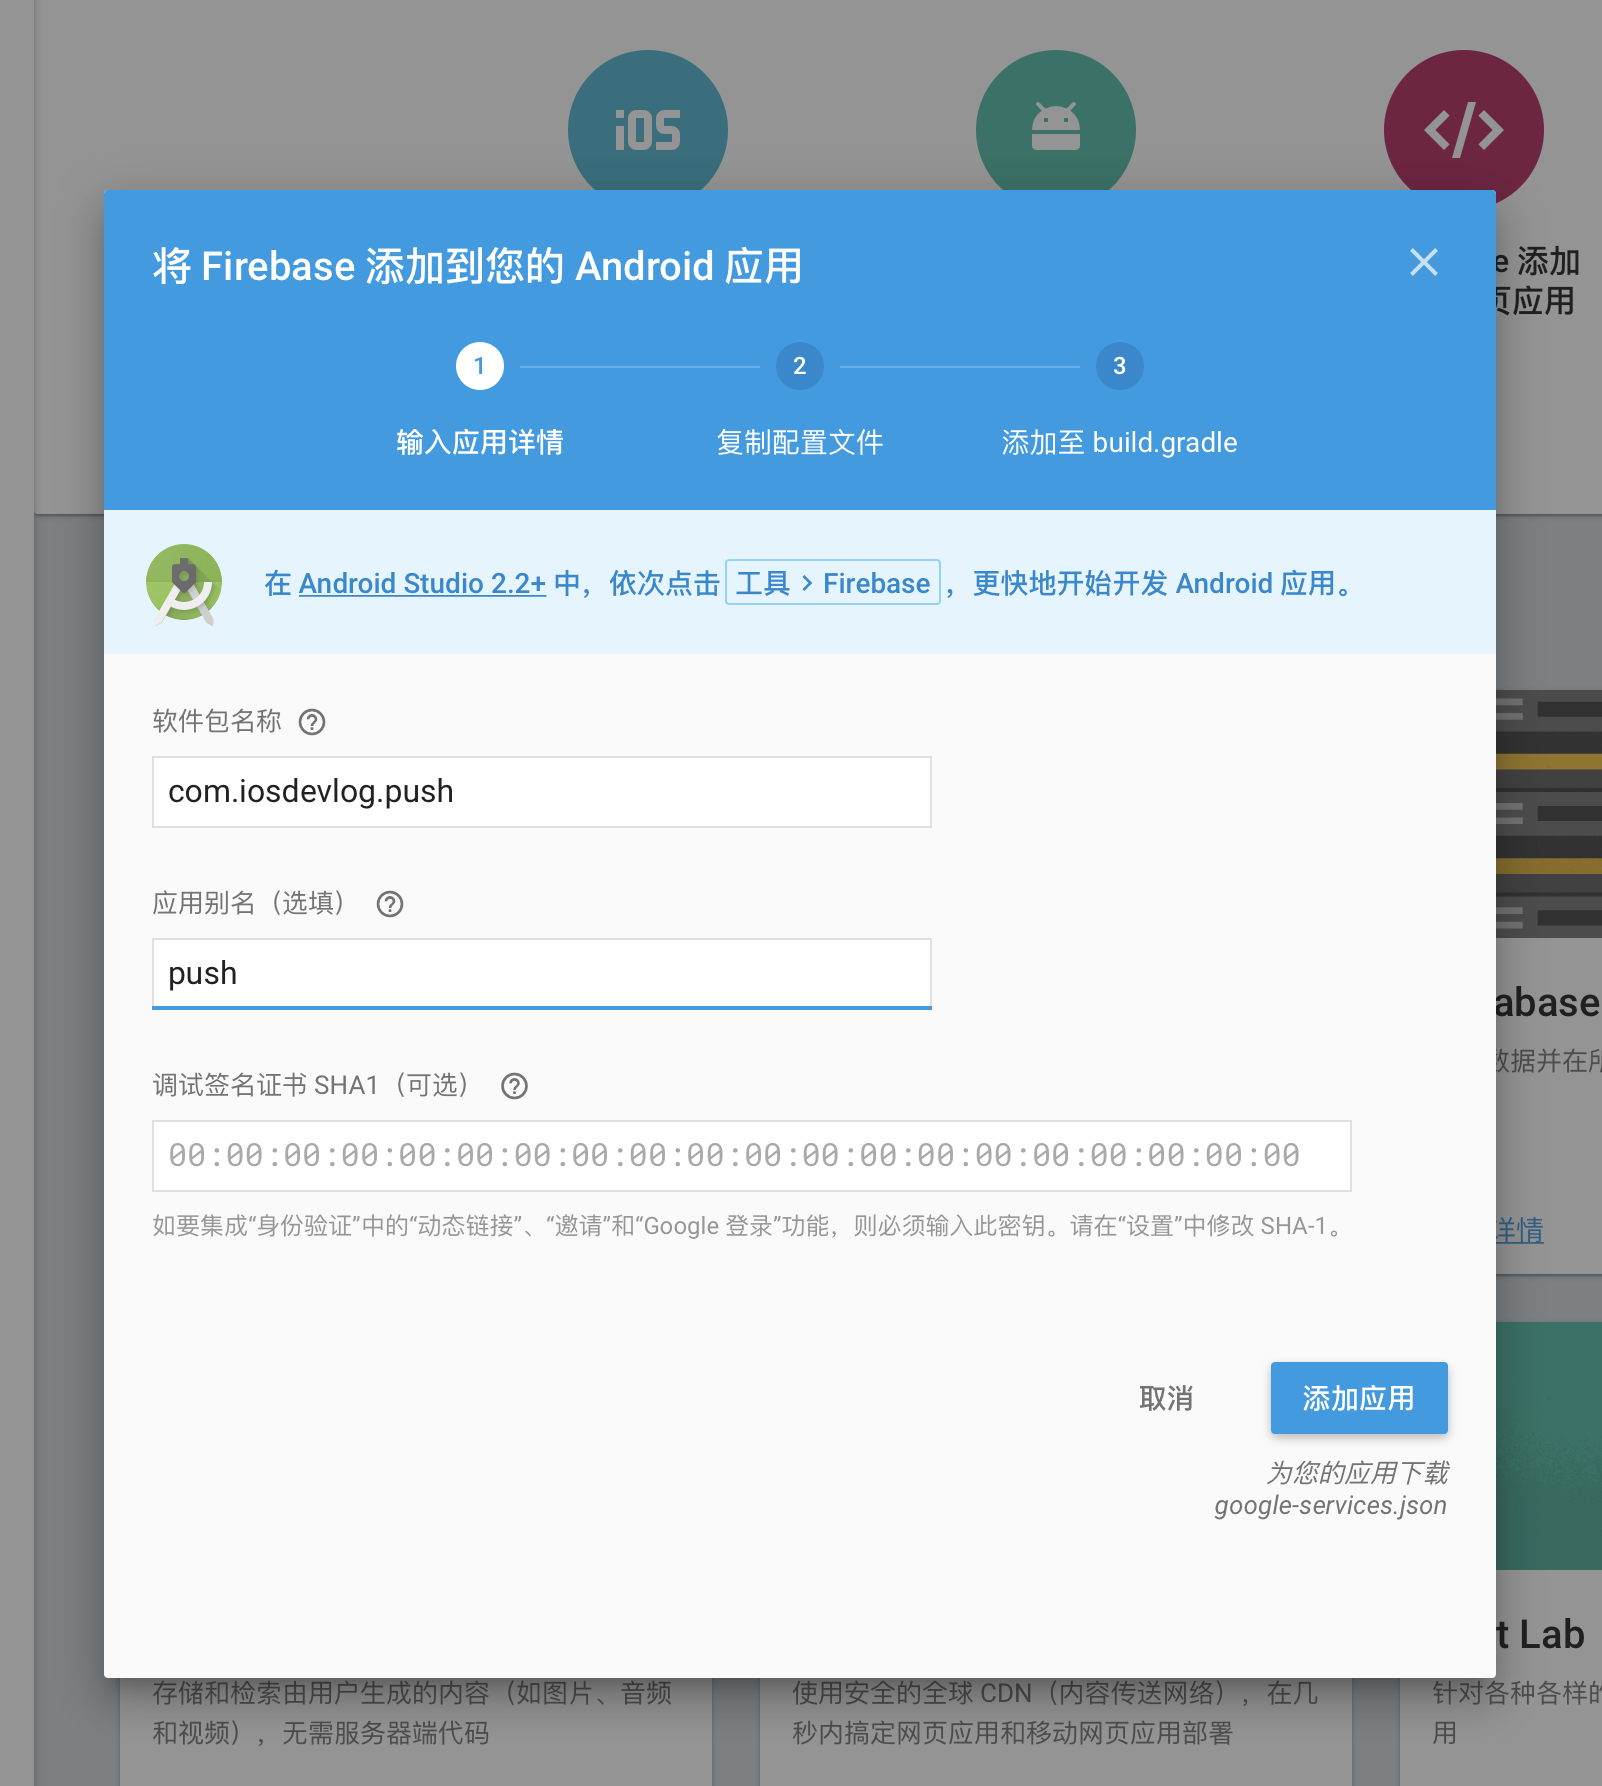 iOS
</>
e 添加
页应用
将 Firebase 添加到您的 Android 应用
1
2
3
输入应用详情
复制配置文件
添加至 build.gradle
在 Android Studio 2.2+ 中，依次点击 工具 > Firebase ，更快地开始开发 Android 应用。
软件包名称 ?
com.iosdevlog.push
应用别名（选填） ?
push
调试签名证书 SHA1（可选） ?
00:00:00:00:00:00:00:00:00:00:00:00:00:00:00:00:00:00:00:00
如要集成“身份验证”中的“动态链接”、“邀请”和“Google 登录”功能，则必须输入此密钥。请在“设置”中修改 SHA-1。
取消
添加应用
为您的应用下载
google-services.json
abase
数据并在所
详情
t Lab
针对各种各样的
用
存储和检索由用户生成的内容（如图片、音频
和视频），无需服务器端代码
使用安全的全球 CDN（内容传送网络），在几
秒内搞定网页应用和移动网页应用部署